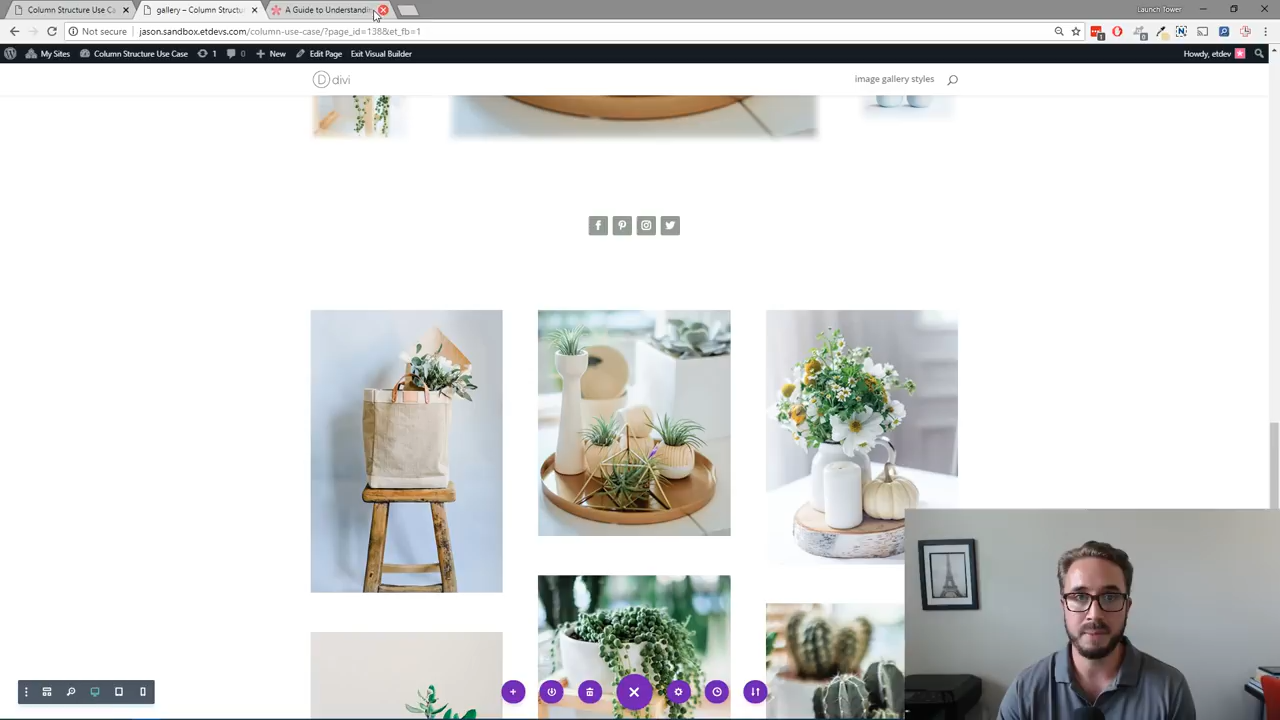 Column Structure Use Ca
gallery – Column Structu
A Guide to Understandin
Launch Tower
Not secure
jason.sandbox.etdevs.com/column-use-case/?page_id=138&et_fb=1
My Sites
Column Structure Use Case
1
New
Edit Page
Exit Visual Builder
Howdy, etdev
D divi
image gallery styles